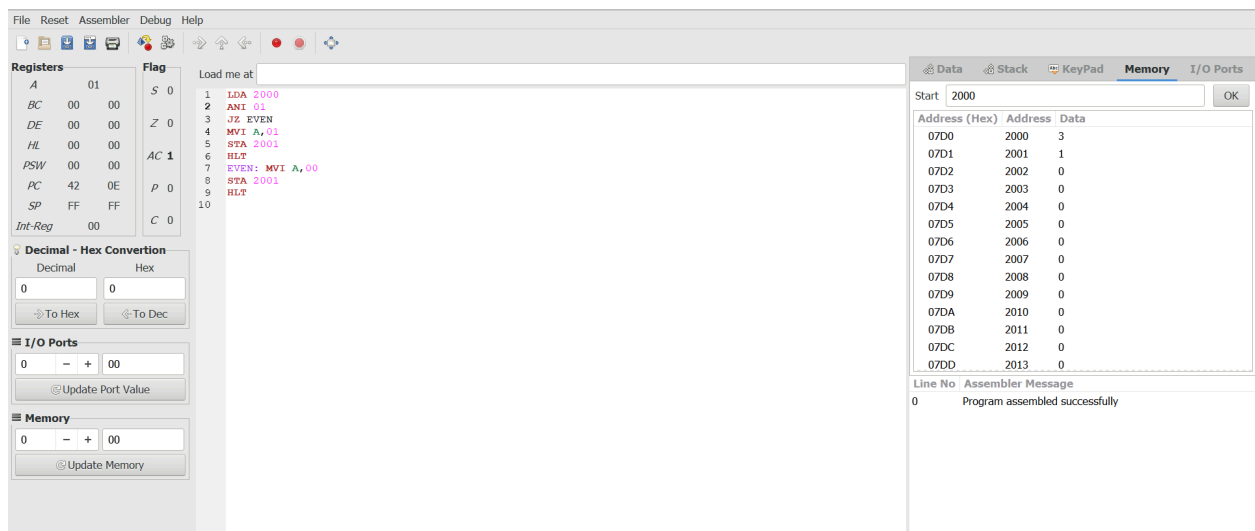 File Reset Assembler Debug Help
Registers
A 01
BC 00 00
DE 00 00
HL 00 00
PSW 00 00
PC 42 0E
SP FF FF
Int-Reg 00
Flag
S 0
Z 0
AC 1
P 0
C 0
Decimal - Hex Convertion
Decimal Hex
0 0
To Hex To Dec
I/O Ports
0 − + 00
Update Port Value
Memory
0 − + 00
Update Memory
Load me at
1 LDA 2000
2 ANI 01
3 JZ EVEN
4 MVI A,01
5 STA 2001
6 HLT
7 EVEN: MVI A,00
8 STA 2001
9 HLT
10
Data Stack KeyPad Memory I/O Ports
Start 2000 OK
Address (Hex) Address Data
07D0 2000 3
07D1 2001 1
07D2 2002 0
07D3 2003 0
07D4 2004 0
07D5 2005 0
07D6 2006 0
07D7 2007 0
07D8 2008 0
07D9 2009 0
07DA 2010 0
07DB 2011 0
07DC 2012 0
07DD 2013 0
Line No Assembler Message
0 Program assembled successfully